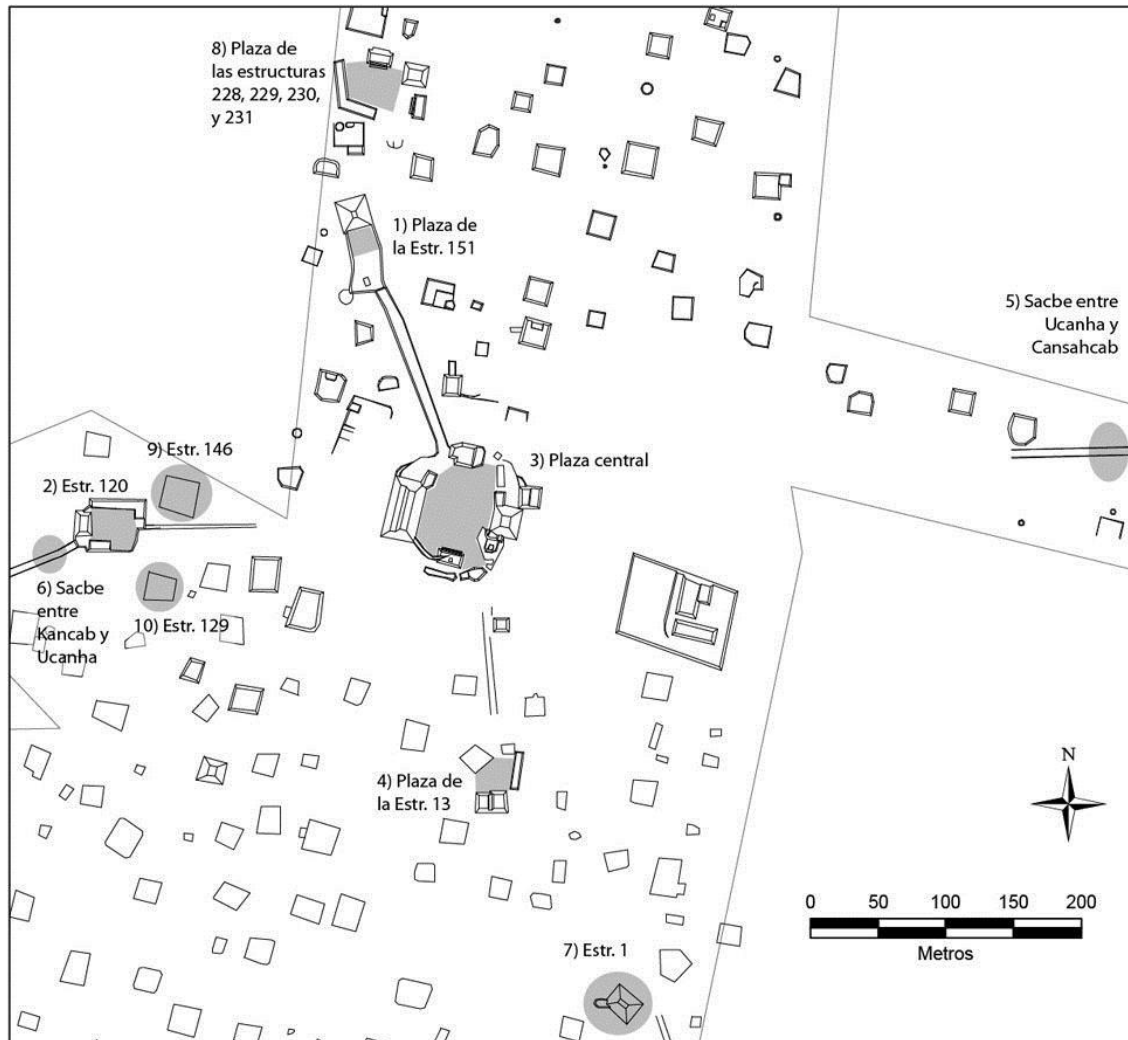 8) Plaza de
las estructuras
228, 229, 230,
y 231
1) Plaza de
la Estr. 151
5) Sacbe entre
Ucanha y
Cansahcab
9) Estr. 146
3) Plaza central
2) Estr. 120
6) Sacbe
entre
Kancab y
Ucanha
10) Estr. 129
4) Plaza de
la Estr. 13
N
0 50 100 150 200
Metros
7) Estr. 1